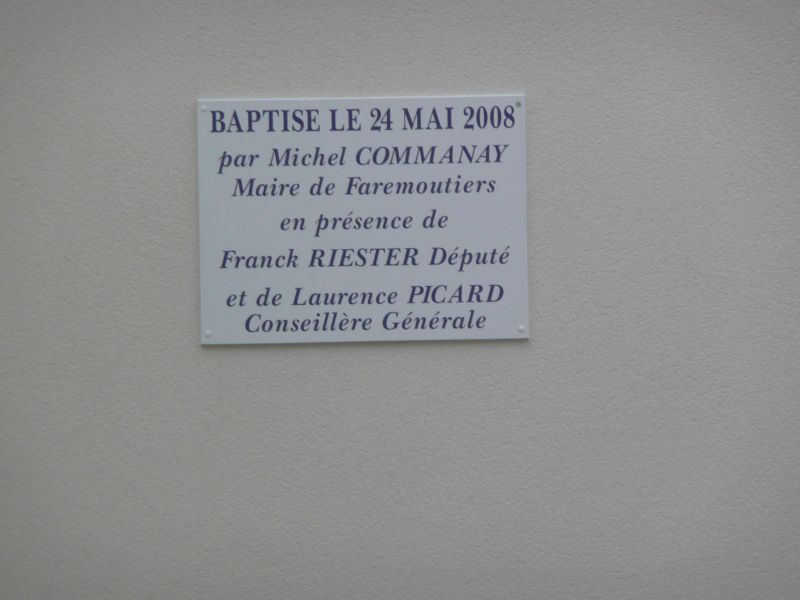 BAPTISE LE 24 MAI 2008
par Michel COMMANAY
Maire de Faremoutiers
en présence de
Franck RIESTER Député
et de Laurence PICARD
Conseillère Générale